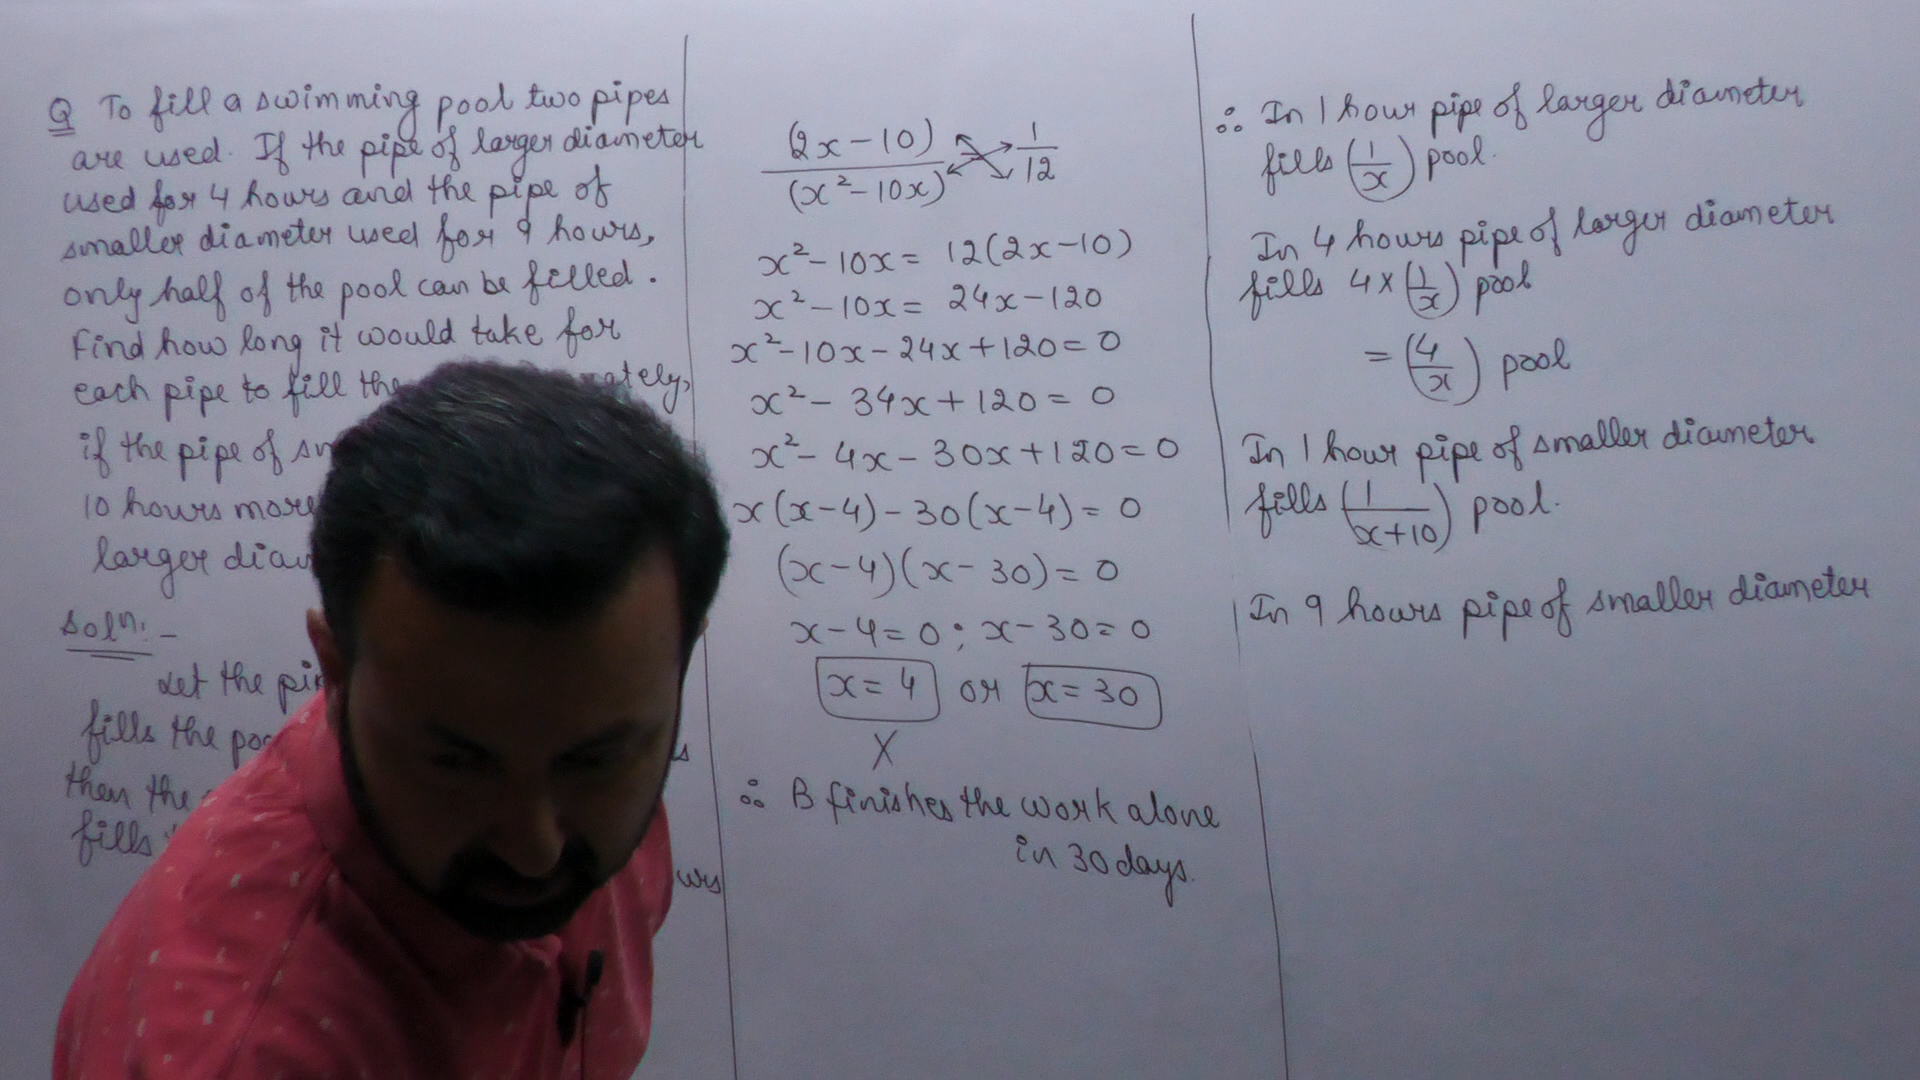 Q To fill a swimming pool two pipes
are used. If the pipe of larger diameter
used for 4 hours and the pipe of
smaller diameter used for 9 hours,
only half of the pool can be filled.
Find how long it would take for
each pipe to fill the
if the pipe of
10 hours more
larger
Soln:-
Let the
fills the
then the
fills
(2x-10)/(x²-10x) 1/12
x²-10x = 12(2x-10)
x²-10x = 24x-120
x²-10x-24x+120=0
x²-34x+120=0
x²-4x-30x+120=0
x(x-4)-30(x-4)=0
(x-4)(x-30)=0
x-4=0; x-30=0
x=4 or x=30
X
∴ B finishes the work alone
in 30 days.
∴ In 1 hour pipe of larger diameter
fills (1/x) pool.
In 4 hours pipe of larger diameter
fills 4×(1/x) pool
= (4/x) pool
In 1 hour pipe of smaller diameter
fills (1/x+10) pool.
In 9 hours pipe of smaller diameter